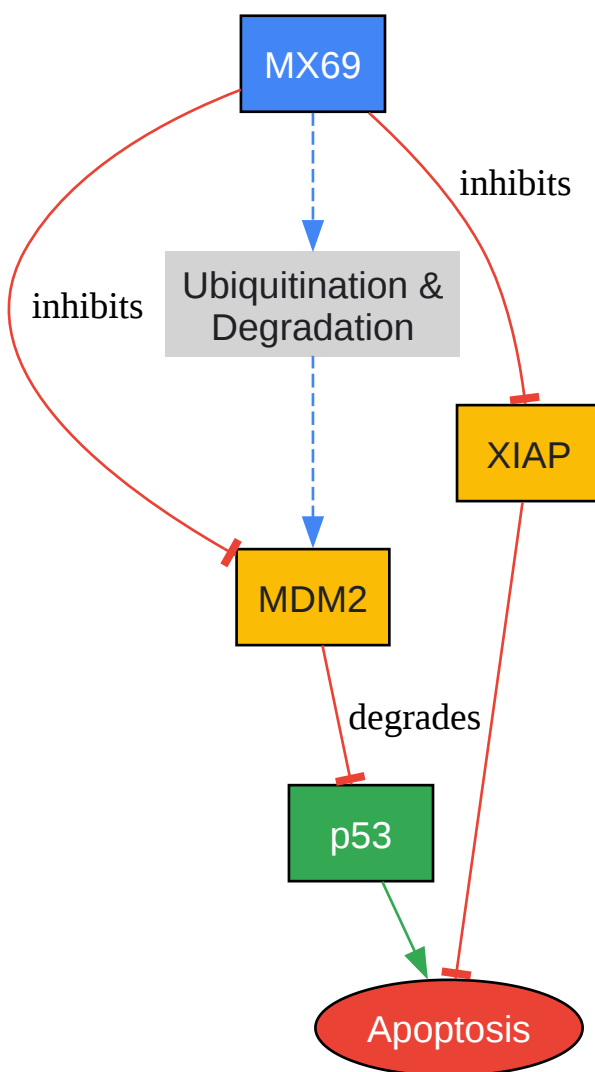 MX69
inhibits
Ubiquitination &
Degradation
inhibits
XIAP
MDM2
degrades
p53
Apoptosis